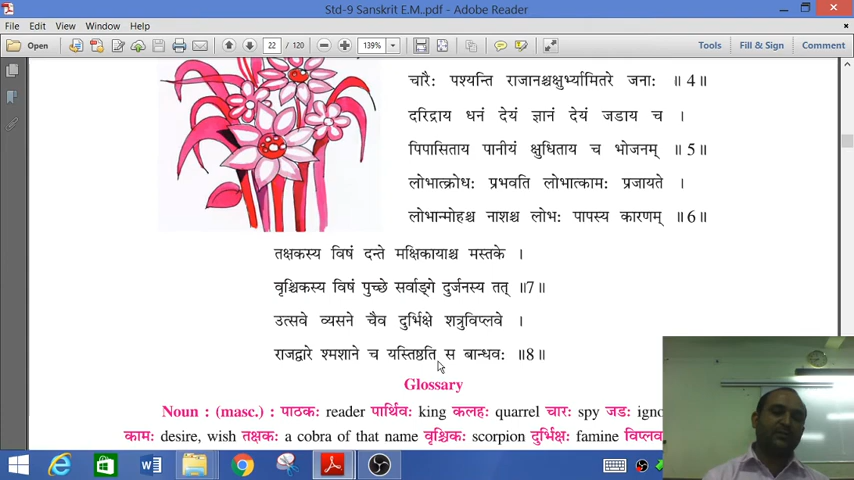 Std-9 Sanskrit E.M..pdf - Adobe Reader
File Edit View Window Help
Open 22 / 120 139% Tools Fill & Sign Comment
चारै: पश्यन्ति राजानश्चक्षुर्भ्यामितरे जना: ॥ 4॥
दरिद्राय धनं देयं ज्ञानं देयं जडाय च ।
पिपासिताय पानीयं क्षुधिताय च भोजनम् ॥ 5॥
लोभात्क्रोध: प्रभवति लोभात्काम: प्रजायते ।
लोभान्मोहश्च नाशश्च लोभ: पापस्य कारणम् ॥6॥
तक्षकस्य विषं दन्ते मक्षिकायाश्च मस्तके ।
वृश्चिकस्य विषं पुच्छे सर्वाङ्गे दुर्जनस्य तत् ॥7॥
उत्सवे व्यसने चैव दुर्भिक्षे शत्रुविप्लवे ।
राजद्वारे श्मशाने च यस्तिष्ठति स बान्धव: ॥8॥
Glossary
Noun : (masc.) : पाठक: reader पार्थिव: king कलह: quarrel चार: spy जड: igno
काम: desire, wish तक्षक: a cobra of that name वृश्चिक: scorpion दुर्भिक्ष: famine विप्लव